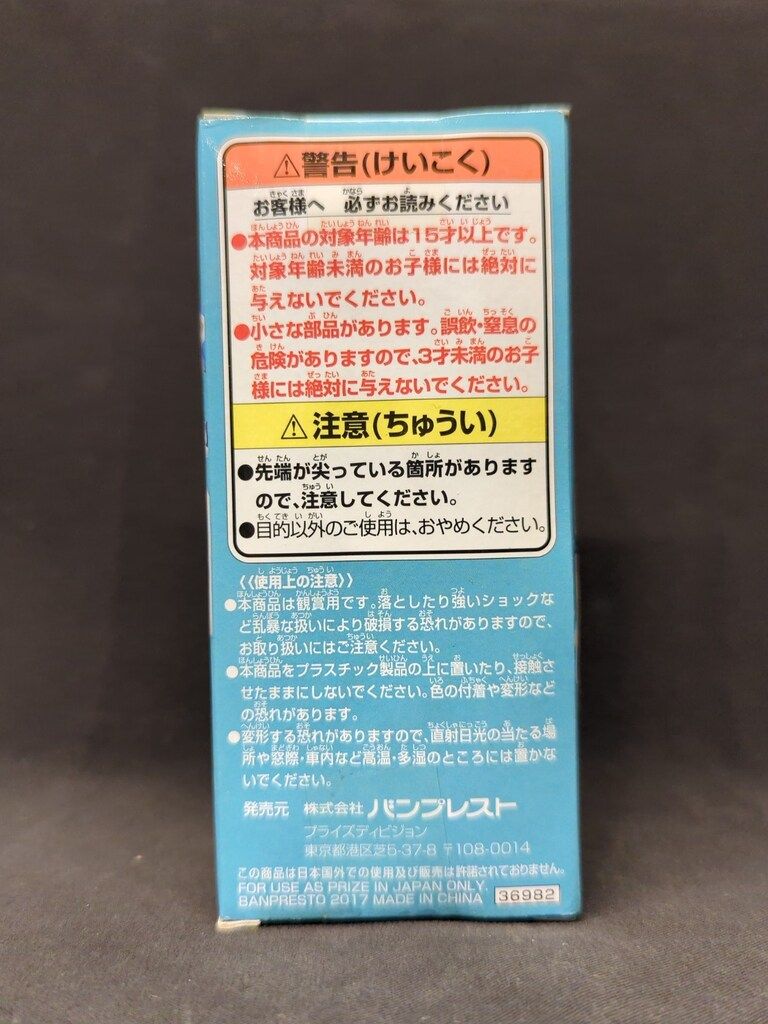 ⚠警告(けいこく)
お客様へ 必ずお読みください
●本商品の対象年齢は15才以上です。
対象年齢未満のお子様には絶対に
与えないでください。
●小さな部品があります。誤飲・窒息の
危険がありますので、3才未満のお子
様には絶対に与えないでください。
⚠注意(ちゅうい)
●先端が尖っている箇所があります
ので、注意してください。
●目的以外のご使用は、おやめください。
《使用上の注意》
●本商品は観賞用です。落としたり強いショックな
ど乱暴な扱いにより破損する恐れがありますので、
お取り扱いにはご注意ください。
●本商品をプラスチック製品の上に置いたり、接触さ
せたままにしないでください。色の付着や変形など
の恐れがあります。
●変形する恐れがありますので、直射日光の当たる場
所や窓際・車内など高温・多湿のところには置かな
いでください。
発売元 株式会社 バンプレスト
プライズディビジョン
東京都港区芝5-37-8 〒108-0014
この商品は日本国外での使用及び販売は許諾されておりません。
FOR USE AS PRIZE IN JAPAN ONLY.
BANPRESTO 2017 MADE IN CHINA 36982